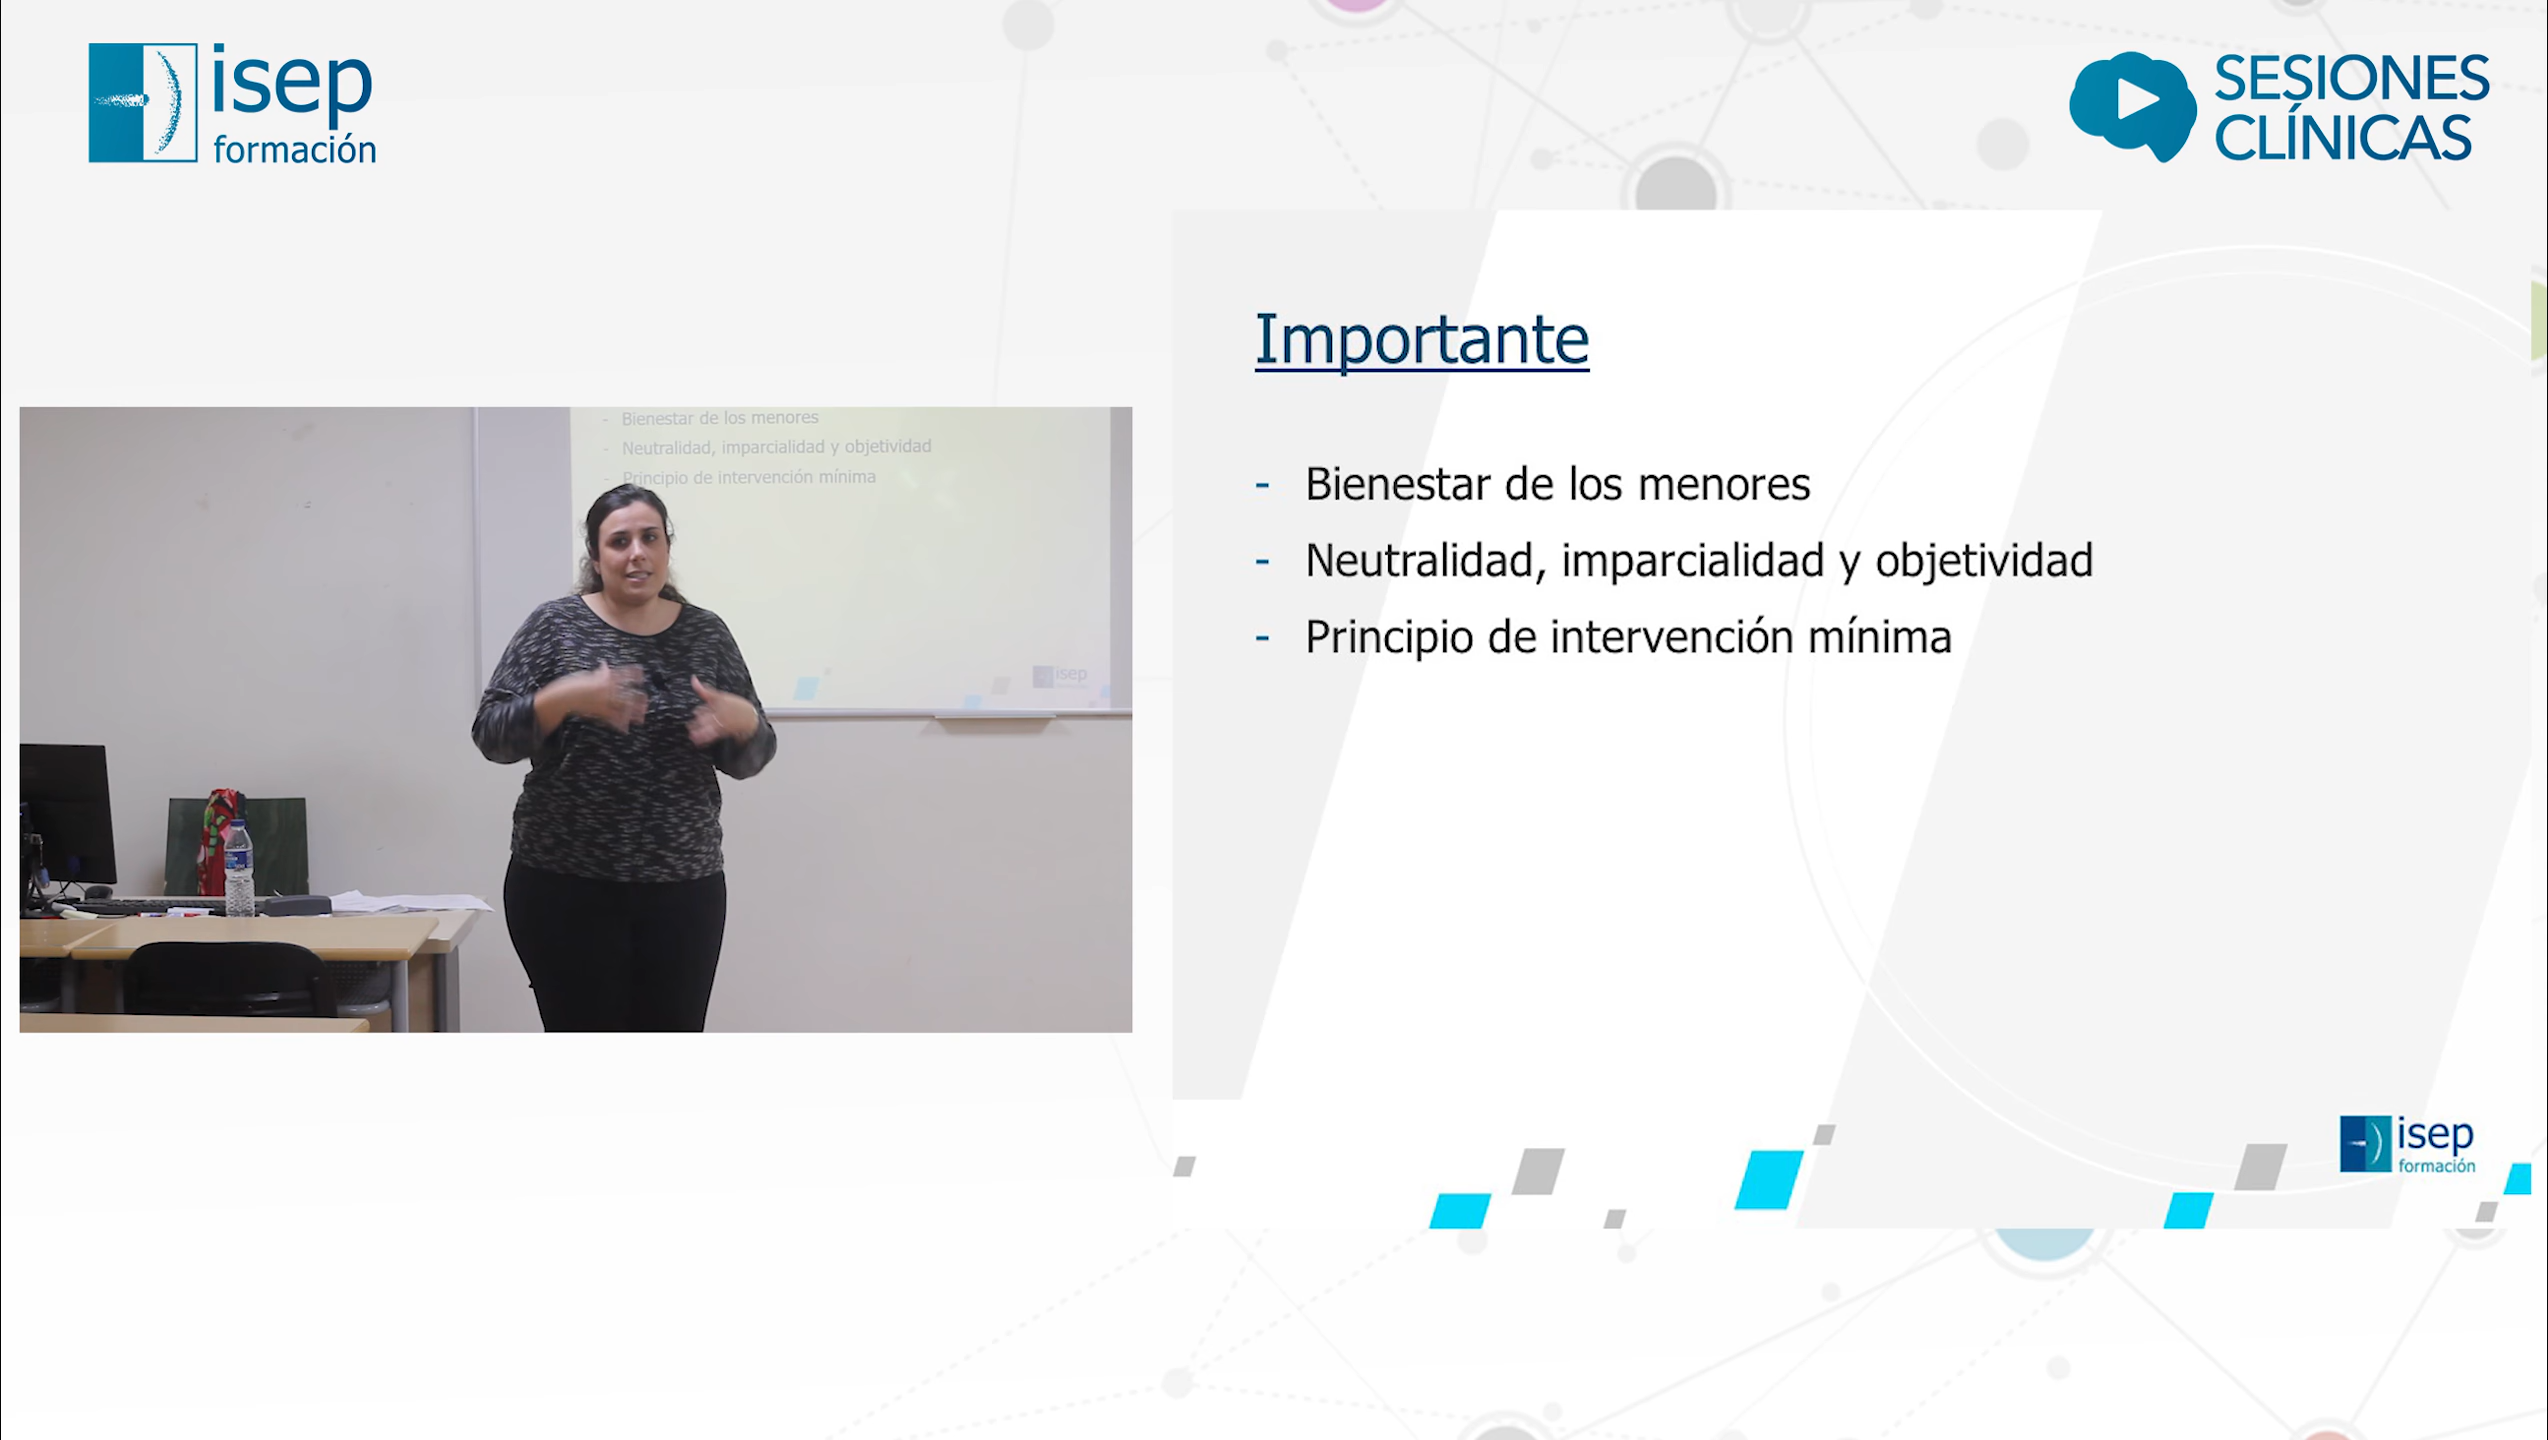 isep
formación
SESIONES
CLÍNICAS
- Bienestar de los menores
- Neutralidad, imparcialidad y objetividad
- Principio de intervención mínima
isep
Importante
- Bienestar de los menores
- Neutralidad, imparcialidad y objetividad
- Principio de intervención mínima
isep
formación